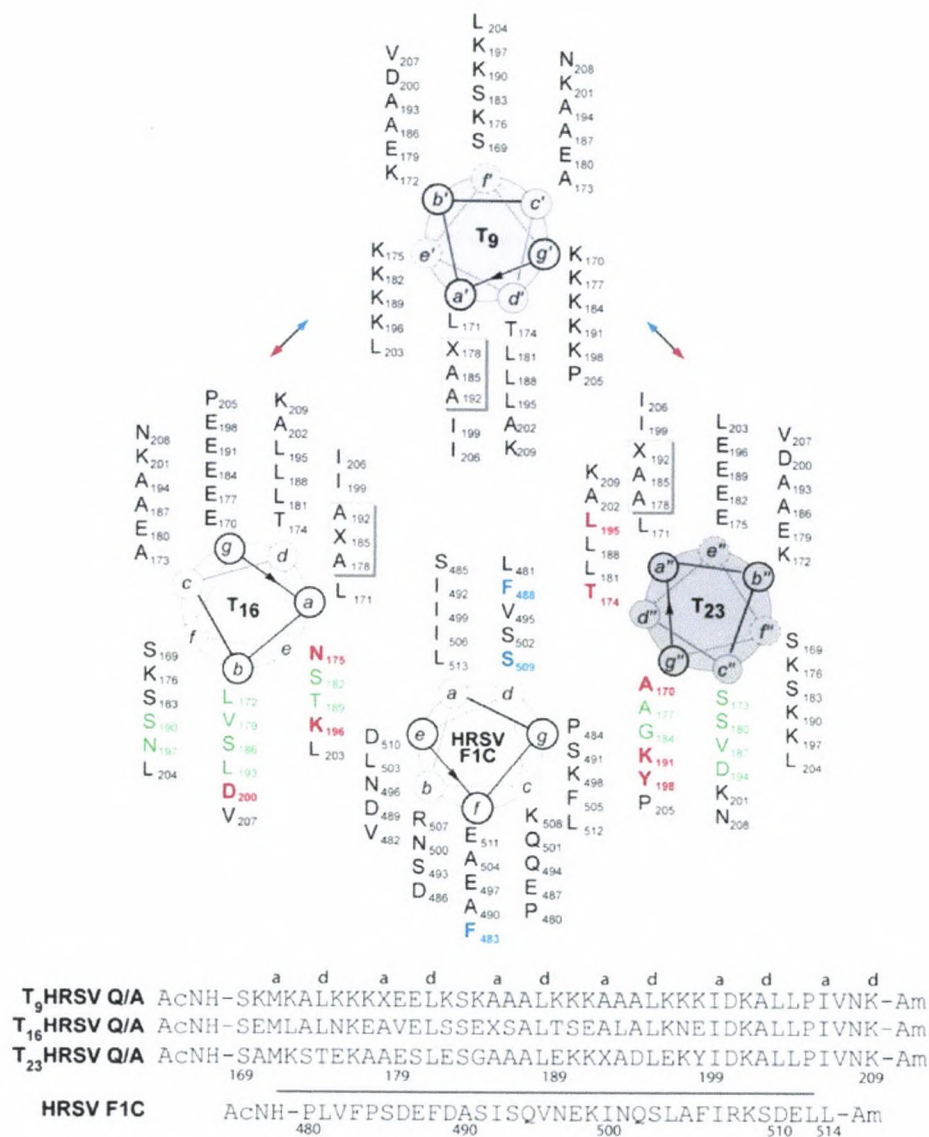 L204
K197
K190
S183
K176
S169
V207
D200
A193
A186
E179
K172
N208
K201
A194
A187
E180
A173
f'
b'
c'
T9
e'
g'
a'
d'
K175
K182
K189
K196
L203
L171
X178
A185
A192
I199
I206
T174
L181
L188
L195
A202
K209
K170
K177
K184
K191
K198
P205
N208
K201
A194
A187
E180
A173
P205
E198
E191
E184
E177
E170
K209
A202
L195
L188
L181
T174
I206
I199
A192
X185
A178
L171
g
d
c
T16
a
f
e
b
S169
K176
S183
S190
N197
L204
L172
V179
S186
L193
D200
V207
N175
S182
T189
K196
L203
K209
A202
L195
L188
L181
T174
I206
I199
X192
A185
A178
L171
L203
E196
E189
E182
E175
V207
D200
A193
A186
E179
K172
a"
e"
b"
d"
T23
f"
g"
c"
A170
A177
G184
K191
Y198
P205
S173
S180
V187
D194
K201
N208
S169
K176
S183
K190
K197
L204
S485
I492
I499
I506
L513
L481
F488
V495
S502
S509
a
d
e
HRSV
F1C
g
b
c
f
D510
L503
N496
D489
V482
R507
N500
S493
D486
E511
A504
E497
A490
F483
K508
Q501
Q494
E487
P480
P484
S491
K498
F505
L512
a d a d a d a d a d a d
T9HRSV Q/A AcNH-SKMKALKKKXEELKSKAAALKKKAAALKKKIDKALLPIVNK-Am
T16HRSV Q/A AcNH-SEMLALNKEAVELSSEXSALTSEALALKNEIDKALLPIVNK-Am
T23HRSV Q/A AcNH-SAMKSTEKAAESLESGAAALEKKXADLEKYIDKALLPIVNK-Am
169 179 189 199 209
HRSV F1C AcNH-PLVFPSDEFDASISQVNEKINQSLAFIRKSDELL-Am
480 490 500 510 514